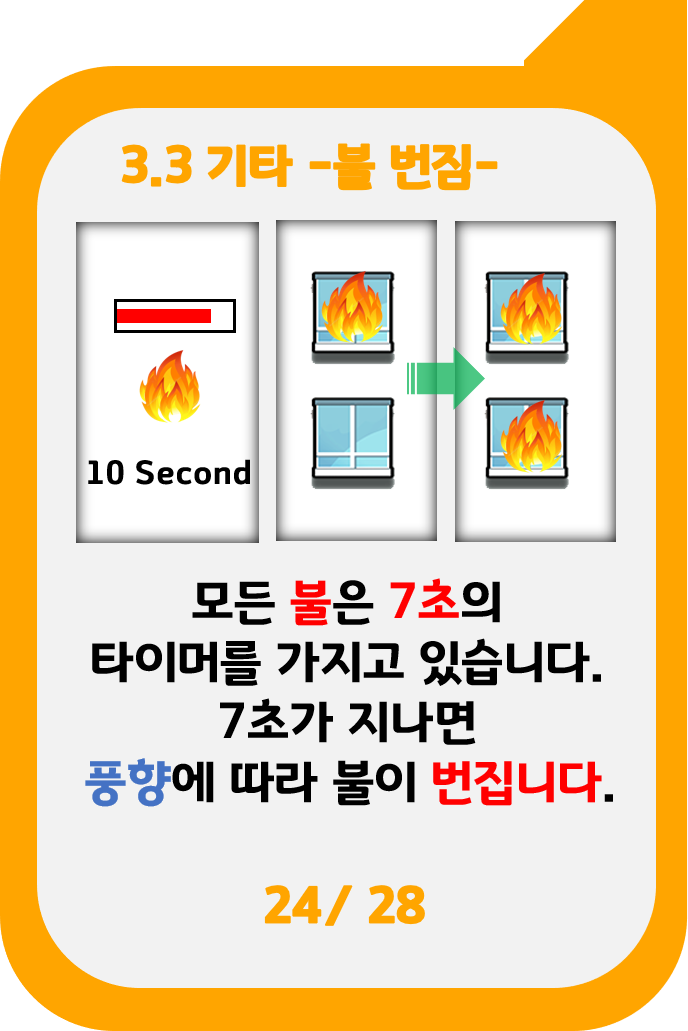 3.3 기타 -불 번짐-
10 Second
모든 불은 7초의
타이머를 가지고 있습니다.
7초가 지나면
풍향에 따라 불이 번집니다.
24/ 28